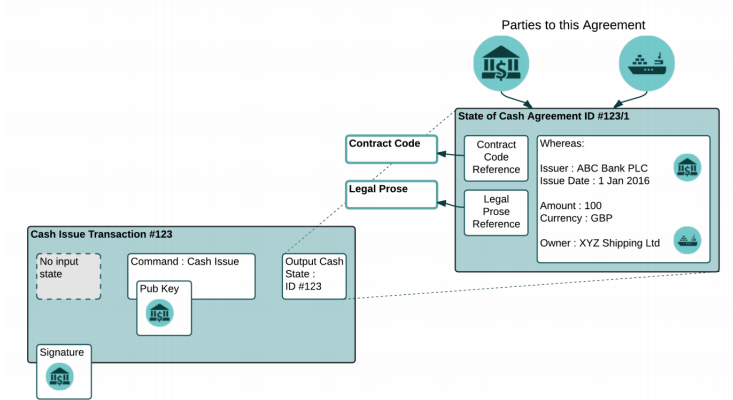 Parties to this Agreement
State of Cash Agreement ID #123/1
Contract Code
Contract
Code
Reference
Whereas:
Issuer : ABC Bank PLC
Issue Date : 1 Jan 2016
Amount : 100
Currency : GBP
Owner : XYZ Shipping Ltd
Legal Prose
Legal
Prose
Reference
Cash Issue Transaction #123
No input
state
Command : Cash Issue
Pub Key
Output Cash
State :
ID #123
Signature